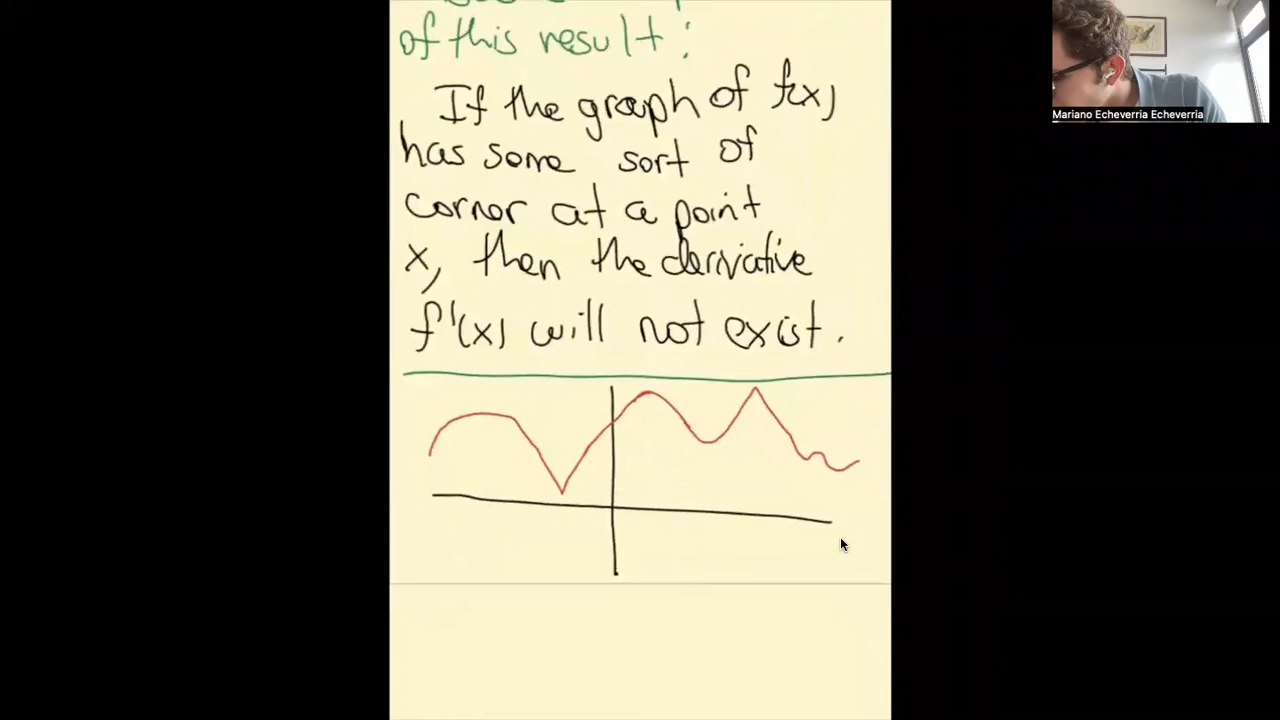 of this result:
If the graph of f(x)
has some sort of
corner at a point
x, then the derivative
f'(x) will not exist.
Mariano Echeverria Echeverria